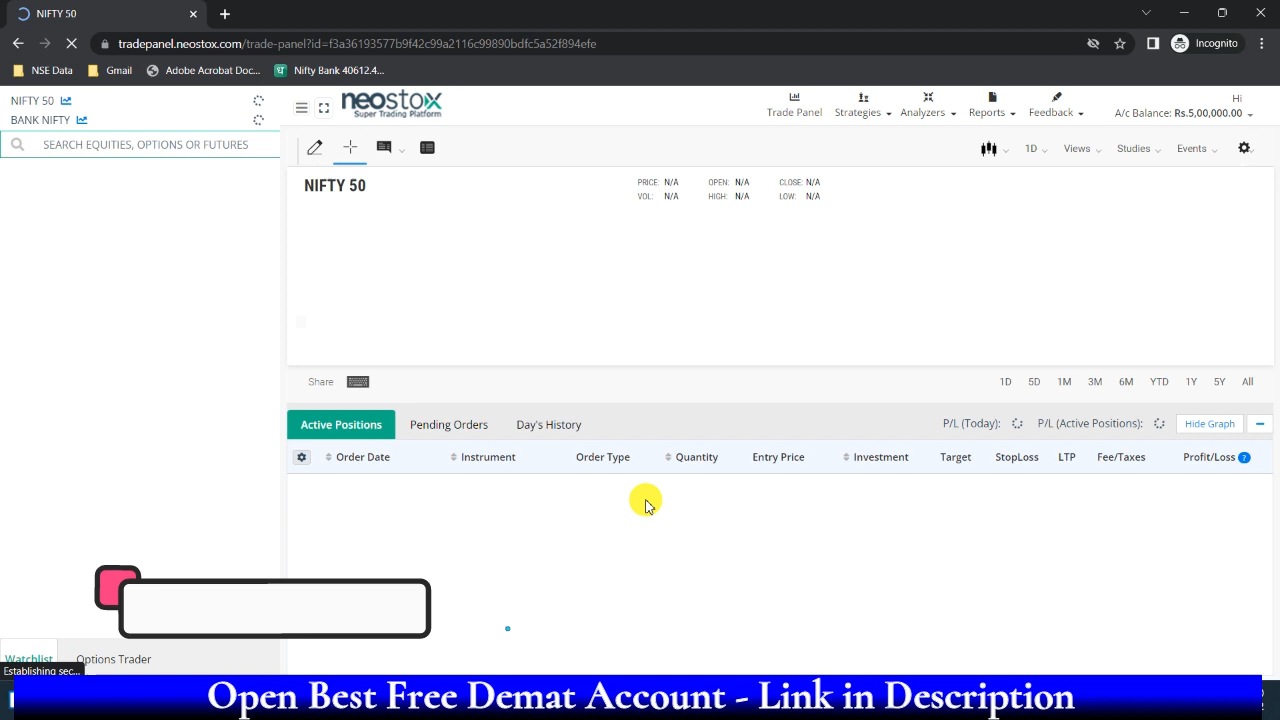 NIFTY 50
tradepanel.neostox.com/trade-panel?id=f3a36193577b9f42c99a2116c99890bdfc5a52f894efe
Incognito
NSE Data
Gmail
Adobe Acrobat Doc...
Nifty Bank 40612.4...
NIFTY 50
BANK NIFTY
SEARCH EQUITIES, OPTIONS OR FUTURES
neostox
Super Trading Platform
Trade Panel
Strategies
Analyzers
Reports
Feedback
Hi
A/c Balance: Rs.5,00,000.00
1D
Views
Studies
Events
NIFTY 50
PRICE: N/A OPEN: N/A CLOSE: N/A
VOL: N/A HIGH: N/A LOW: N/A
Share
1D 5D 1M 3M 6M YTD 1Y 5Y All
Active Positions
Pending Orders
Day's History
P/L (Today):
P/L (Active Positions):
Hide Graph
Order Date Instrument Order Type Quantity Entry Price Investment Target StopLoss LTP Fee/Taxes Profit/Loss ?
Watchlist
Options Trader
Establishing sec...
Open Best Free Demat Account - Link in Description